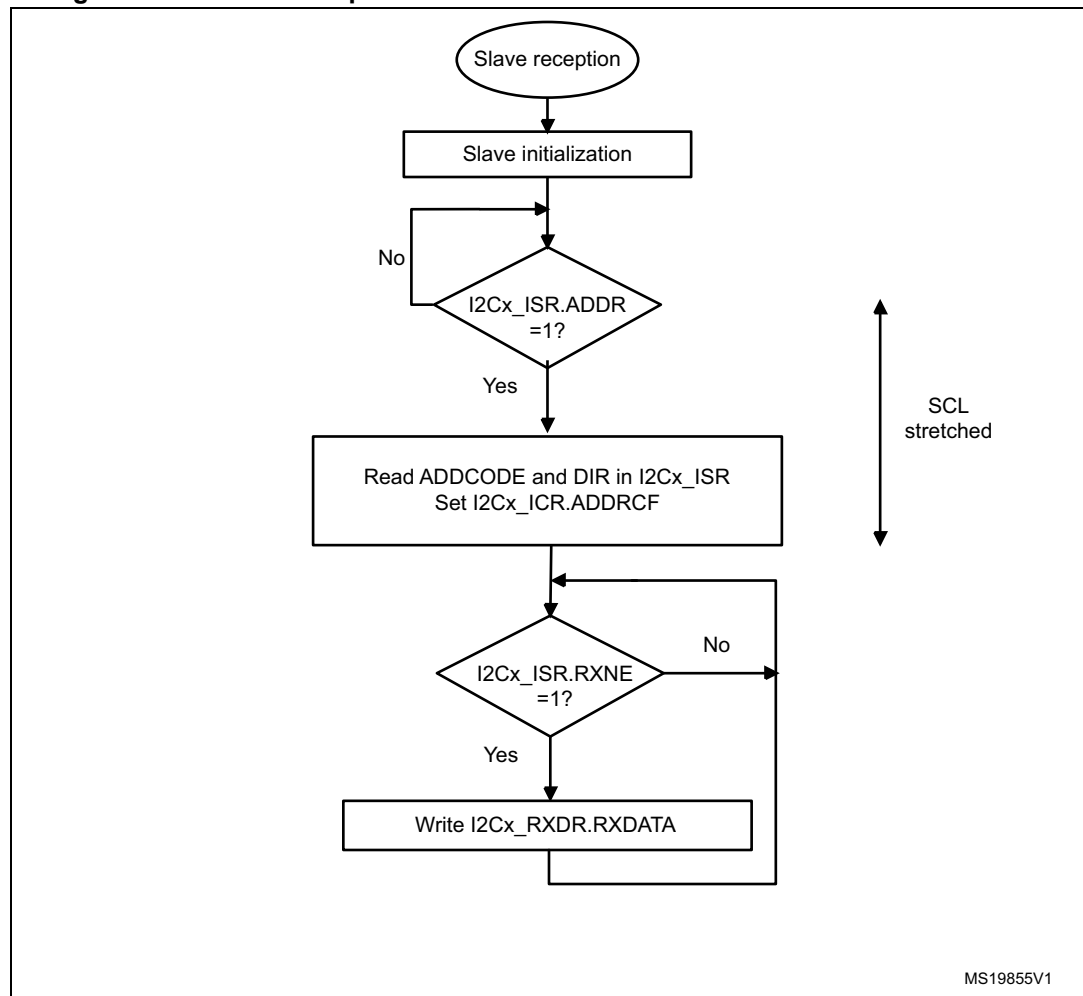 Slave reception
Slave initialization
No
I2Cx_ISR.ADDR
=1?
Yes
SCL
stretched
Read ADDCODE and DIR in I2Cx_ISR
Set I2Cx_ICR.ADDRCF
No
I2Cx_ISR.RXNE
=1?
Yes
Write I2Cx_RXDR.RXDATA
MS19855V1